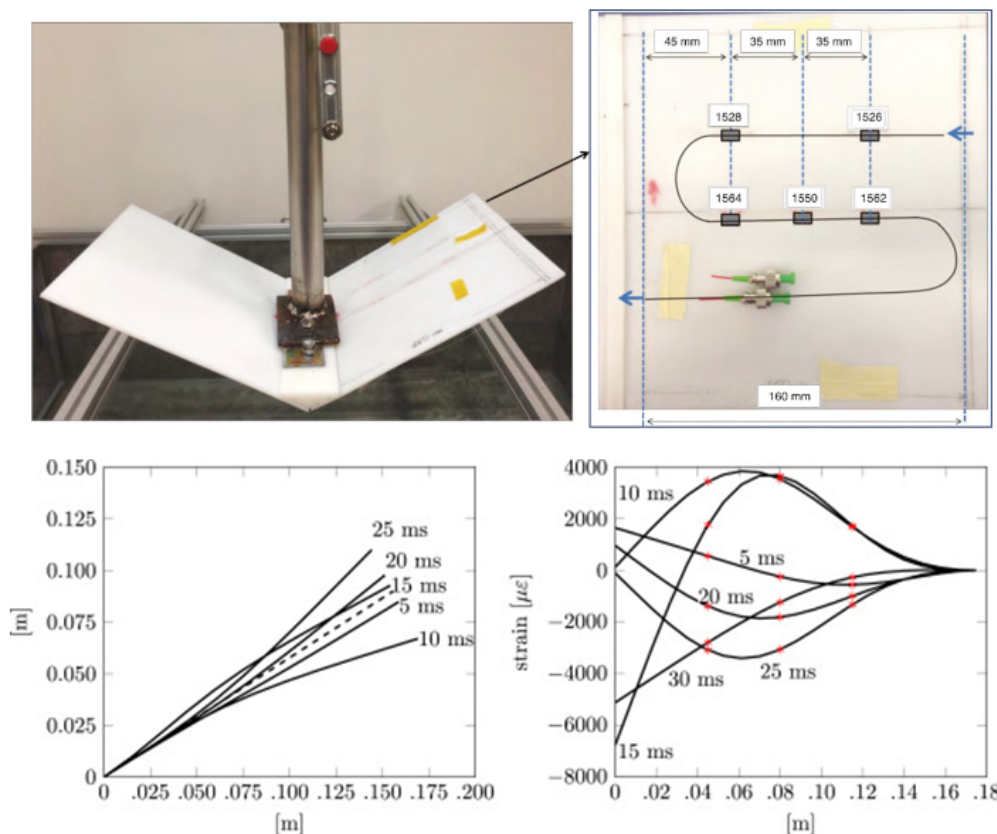 45 mm
35 mm
35 mm
1528
1526
1564
1550
1562
160 mm
0.150
0.125
0.100
0.075
0.050
0.025
0
[m]
25 ms
20 ms
15 ms
5 ms
10 ms
0 .025 .050 .075 0.100 .125 .150 .175 .200
[m]
4000
2000
0
−2000
−4000
−6000
−8000
strain [με]
10 ms
5 ms
20 ms
30 ms
25 ms
15 ms
0 .02 .04 .06 .08 0.10 .12 .14 .16 .18
[m]